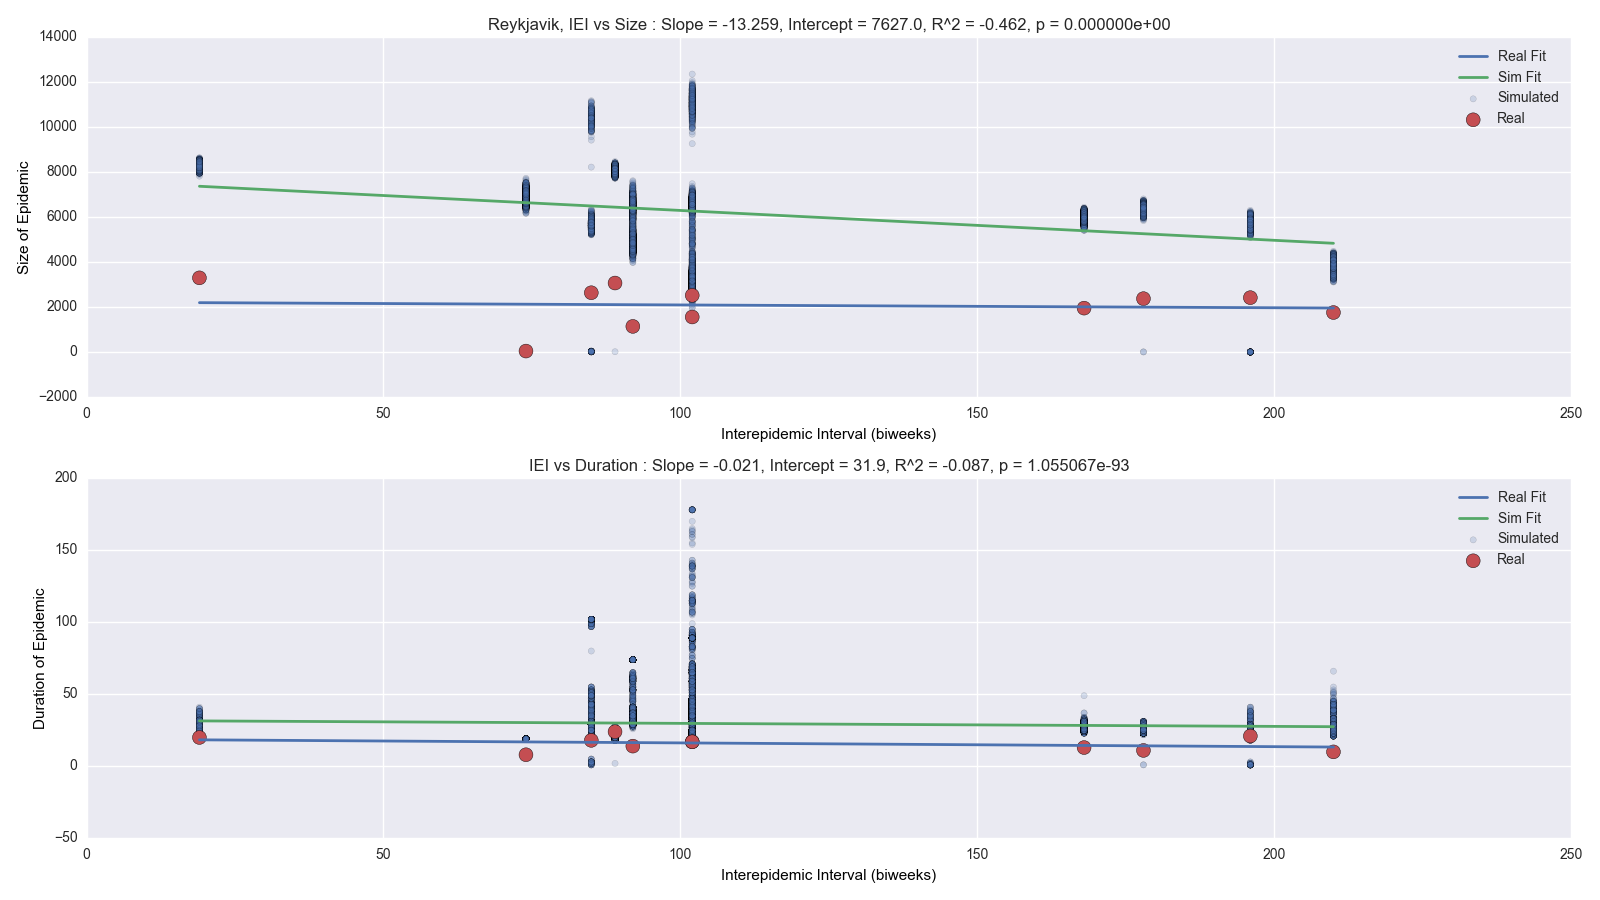 Reykjavik, IEI vs Size : Slope = -13.259, Intercept = 7627.0, R^2 = -0.462, p = 0.000000e+00
14000
12000
10000
8000
6000
4000
2000
0
−2000
Size of Epidemic
Real Fit
Sim Fit
Simulated
Real
0 50 100 150 200 250
Interepidemic Interval (biweeks)
IEI vs Duration : Slope = -0.021, Intercept = 31.9, R^2 = -0.087, p = 1.055067e-93
200
150
100
50
0
−50
Duration of Epidemic
Real Fit
Sim Fit
Simulated
Real
0 50 100 150 200 250
Interepidemic Interval (biweeks)